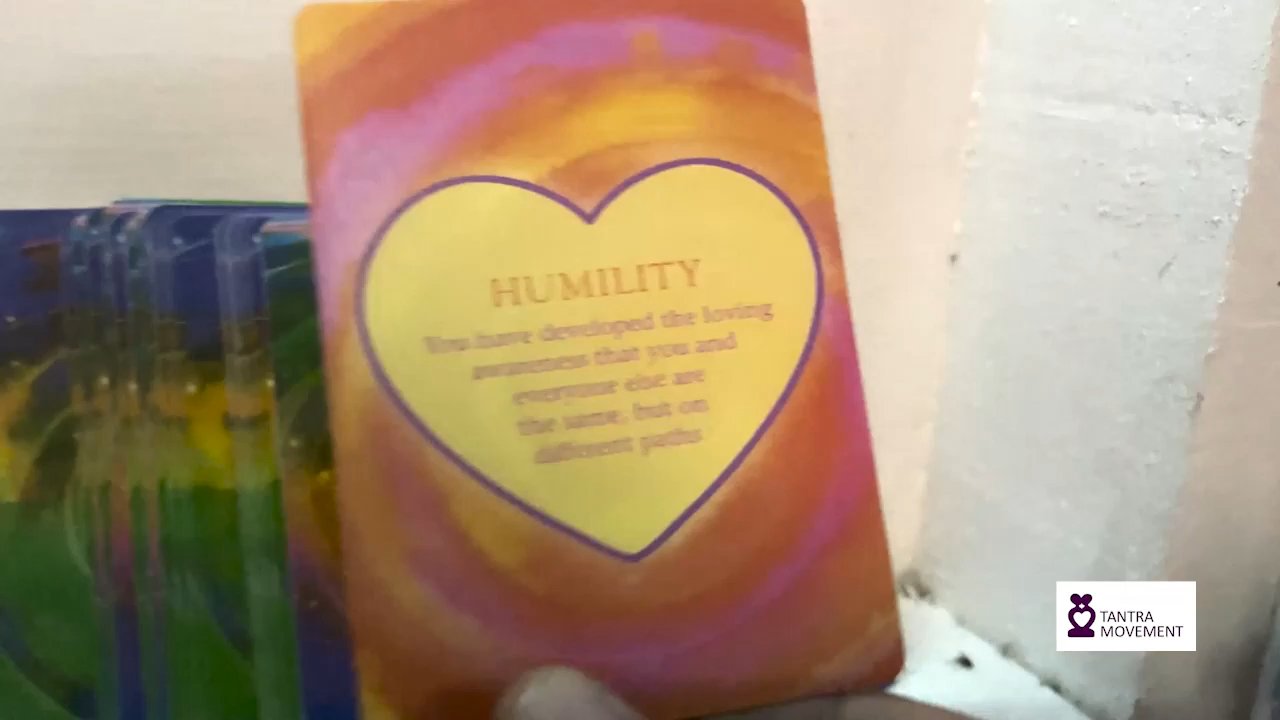 HUMILITY
You have developed the loving
awareness that you and
everyone else are
the same, but on
different paths
TANTRA
MOVEMENT